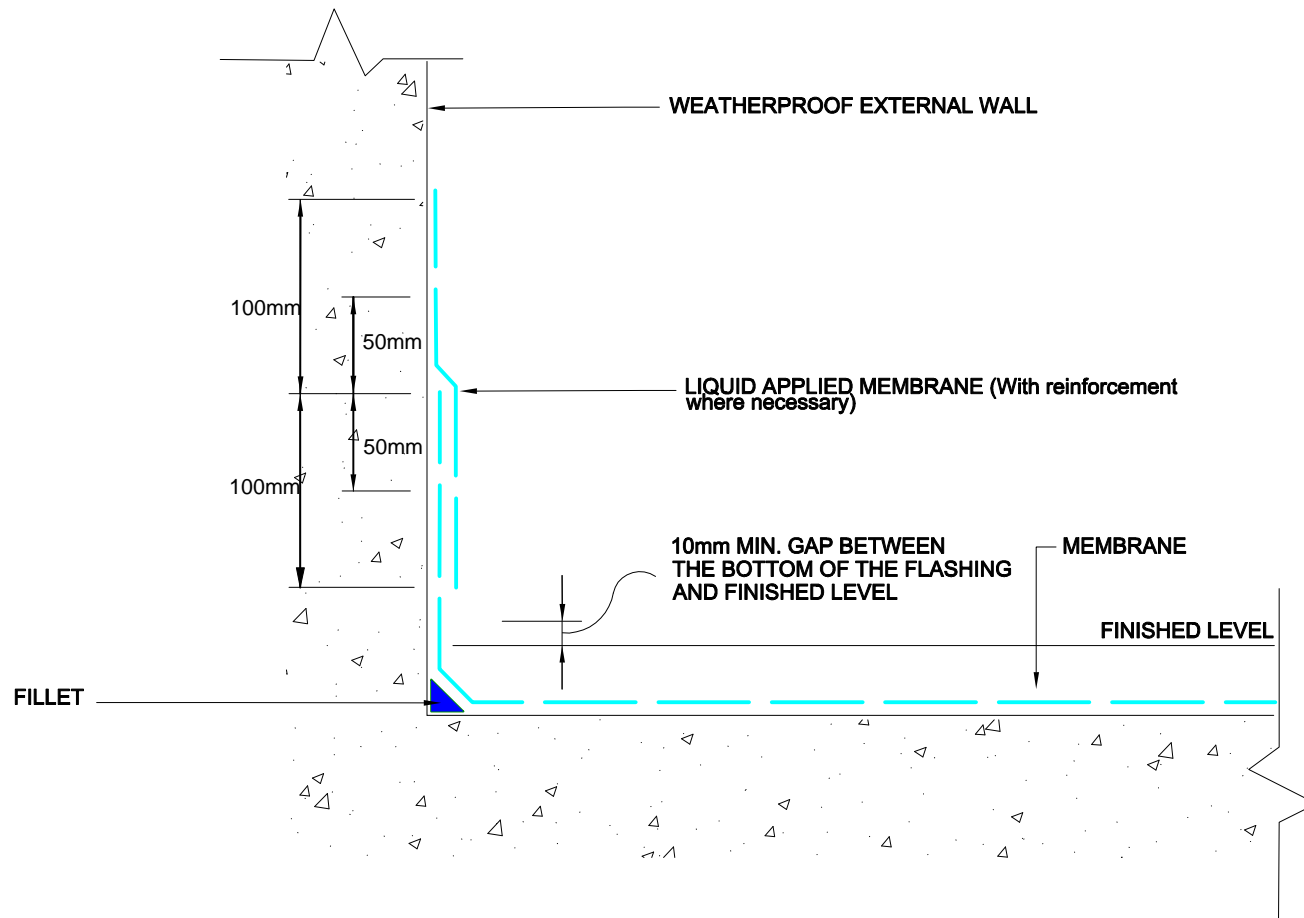 WEATHERPROOF EXTERNAL WALL
100mm
50mm
LIQUID APPLIED MEMBRANE (With reinforcement
where necessary)
50mm
100mm
10mm MIN. GAP BETWEEN
THE BOTTOM OF THE FLASHING
AND FINISHED LEVEL
MEMBRANE
FINISHED LEVEL
FILLET